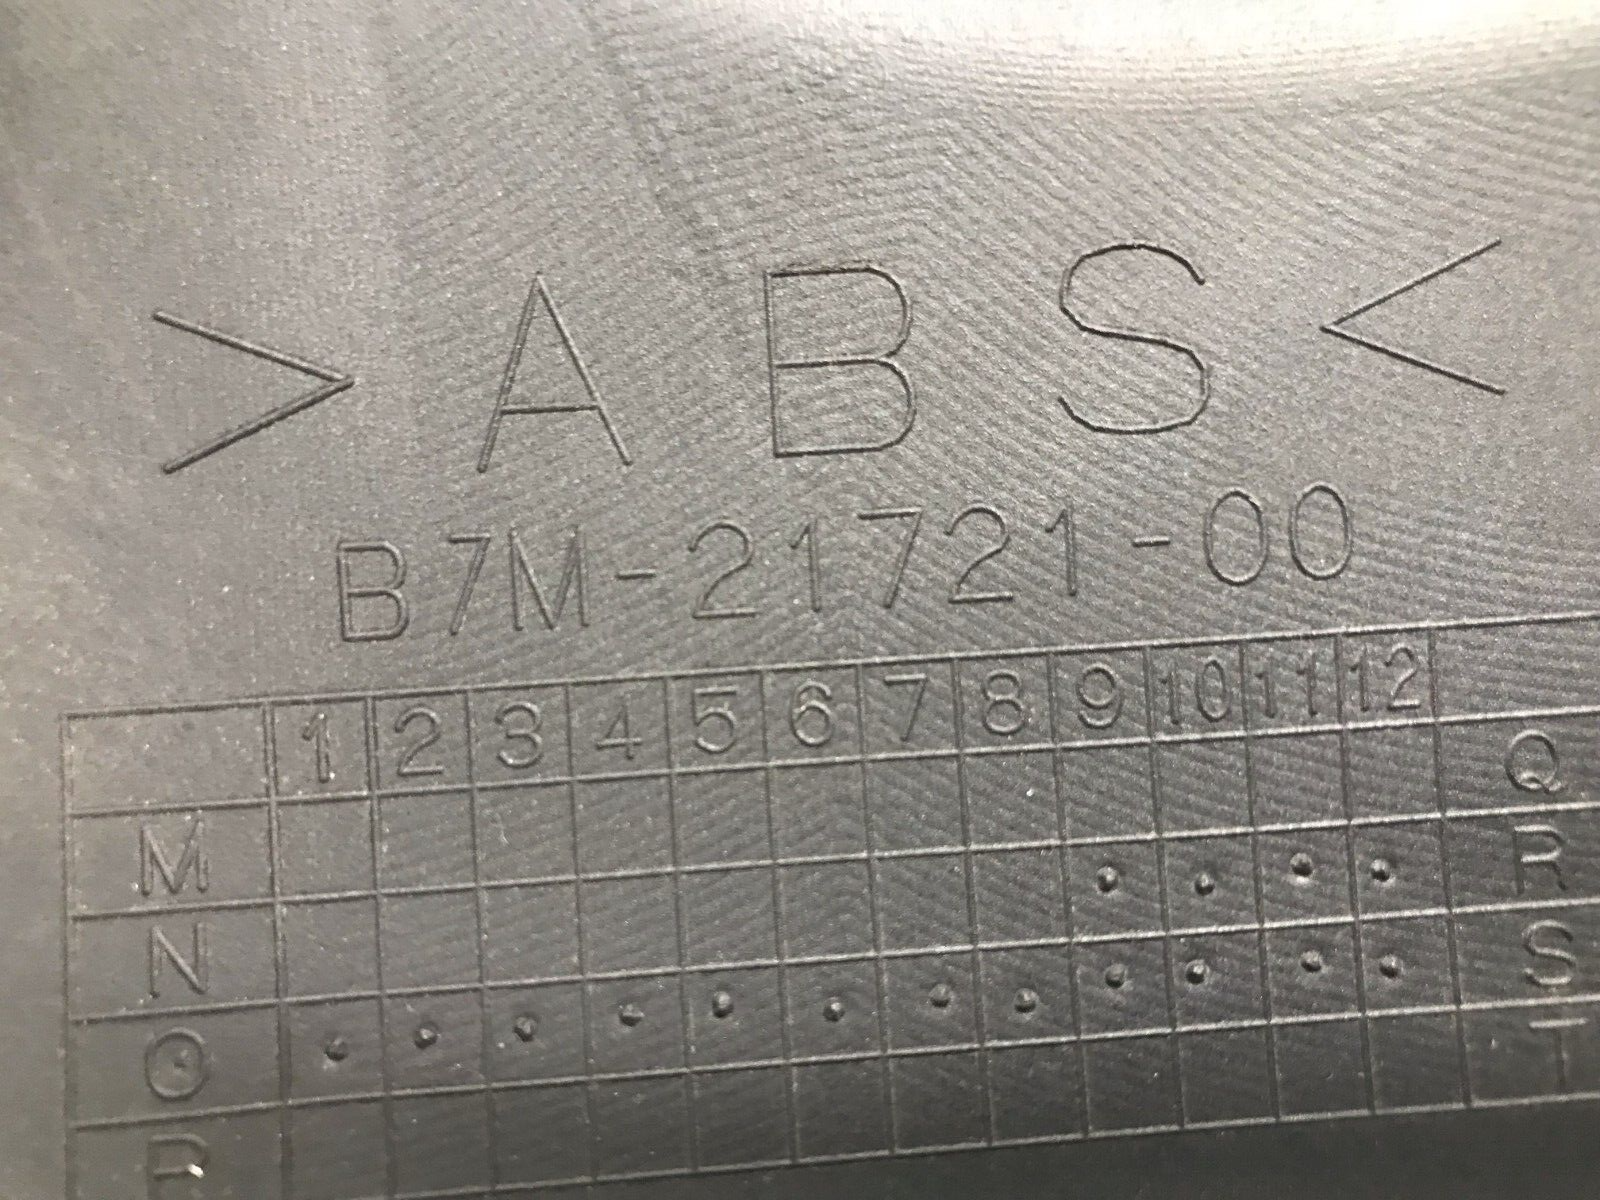 >ABS<
B7M-21721-00
1 2 3 4 5 6 7 8 9 10 11 12
M Q
N R
O S
P T